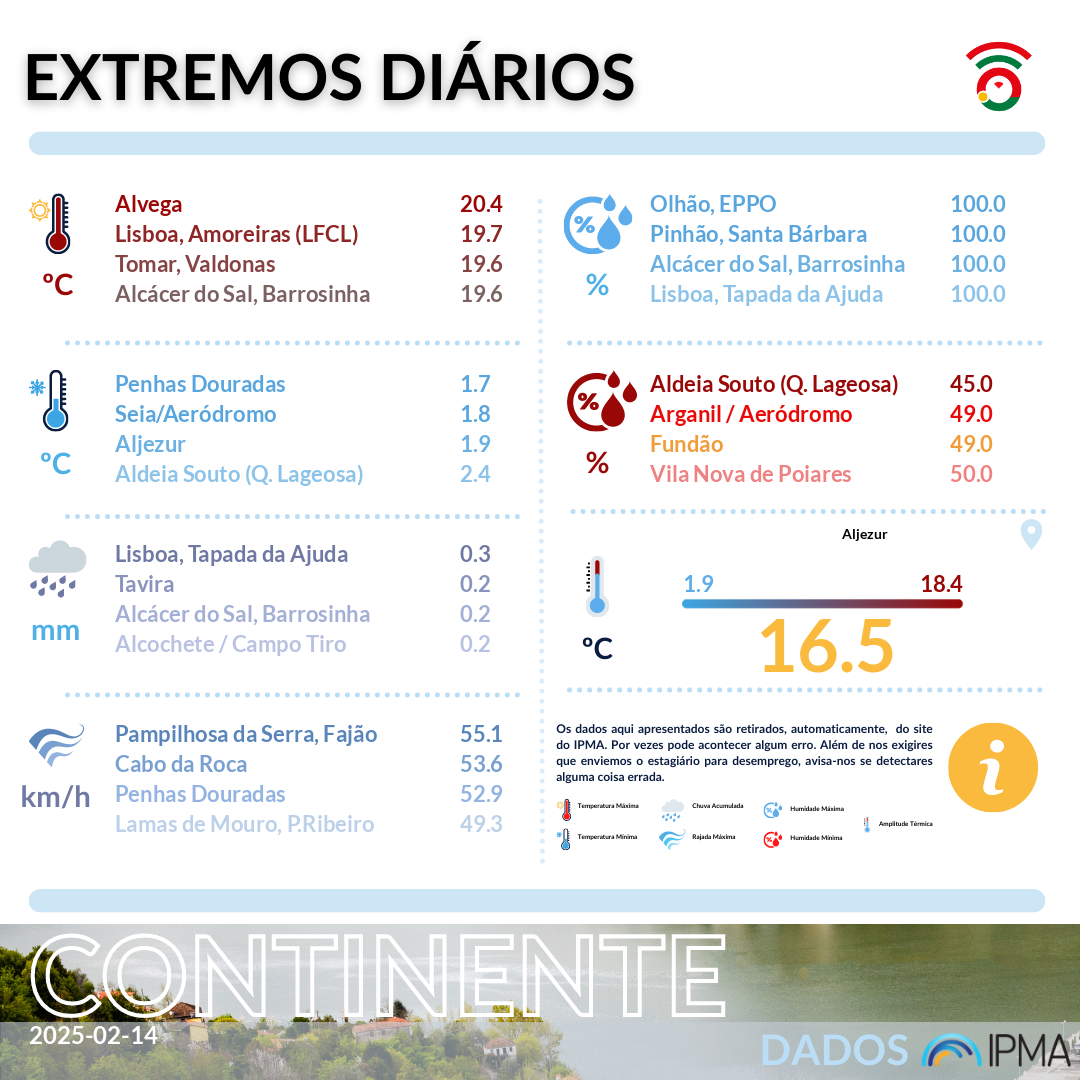 EXTREMOS DIÁRIOS
Alvega 20.4
Lisboa, Amoreiras (LFCL) 19.7
Tomar, Valdonas 19.6
Alcácer do Sal, Barrosinha 19.6
ºC
Penhas Douradas 1.7
Seia/Aeródromo 1.8
Aljezur 1.9
Aldeia Souto (Q. Lageosa) 2.4
ºC
Lisboa, Tapada da Ajuda 0.3
Tavira 0.2
Alcácer do Sal, Barrosinha 0.2
Alcochete / Campo Tiro 0.2
mm
Pampilhosa da Serra, Fajão 55.1
Cabo da Roca 53.6
Penhas Douradas 52.9
Lamas de Mouro, P.Ribeiro 49.3
km/h
%
Olhão, EPPO 100.0
Pinhão, Santa Bárbara 100.0
Alcácer do Sal, Barrosinha 100.0
Lisboa, Tapada da Ajuda 100.0
%
%
Aldeia Souto (Q. Lageosa) 45.0
Arganil / Aeródromo 49.0
Fundão 49.0
Vila Nova de Poiares 50.0
%
Aljezur
1.9 18.4
16.5
ºC
Os dados aqui apresentados são retirados, automaticamente, do site
do IPMA. Por vezes pode acontecer algum erro. Além de nos exigires
que enviemos o estagiário para desemprego, avisa-nos se detectares
alguma coisa errada.
i
Temperatura Máxima Chuva Acumulada Humidade Máxima
Amplitude Térmica
Temperatura Mínima Rajada Máxima Humidade Mínima
CONTINENTE
2025-02-14
DADOS IPMA